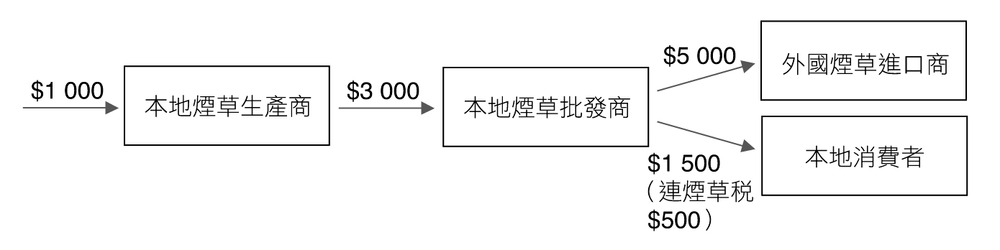 $1 000
本地煙草生產商
$3 000
本地煙草批發商
$5 000
外國煙草進口商
$1 500
（連煙草税
$500）
本地消費者